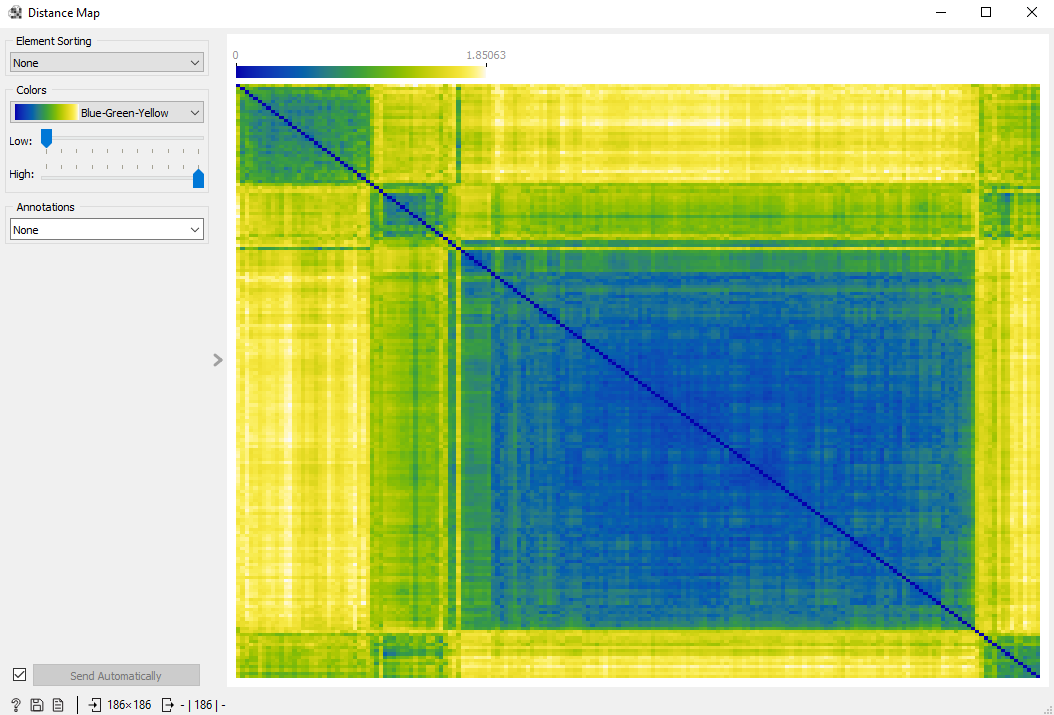 Distance Map
Element Sorting
None
Colors
Blue-Green-Yellow
Low:
High:
Annotations
None
0 1.85063
Send Automatically
? 186×186 - | 186 | -